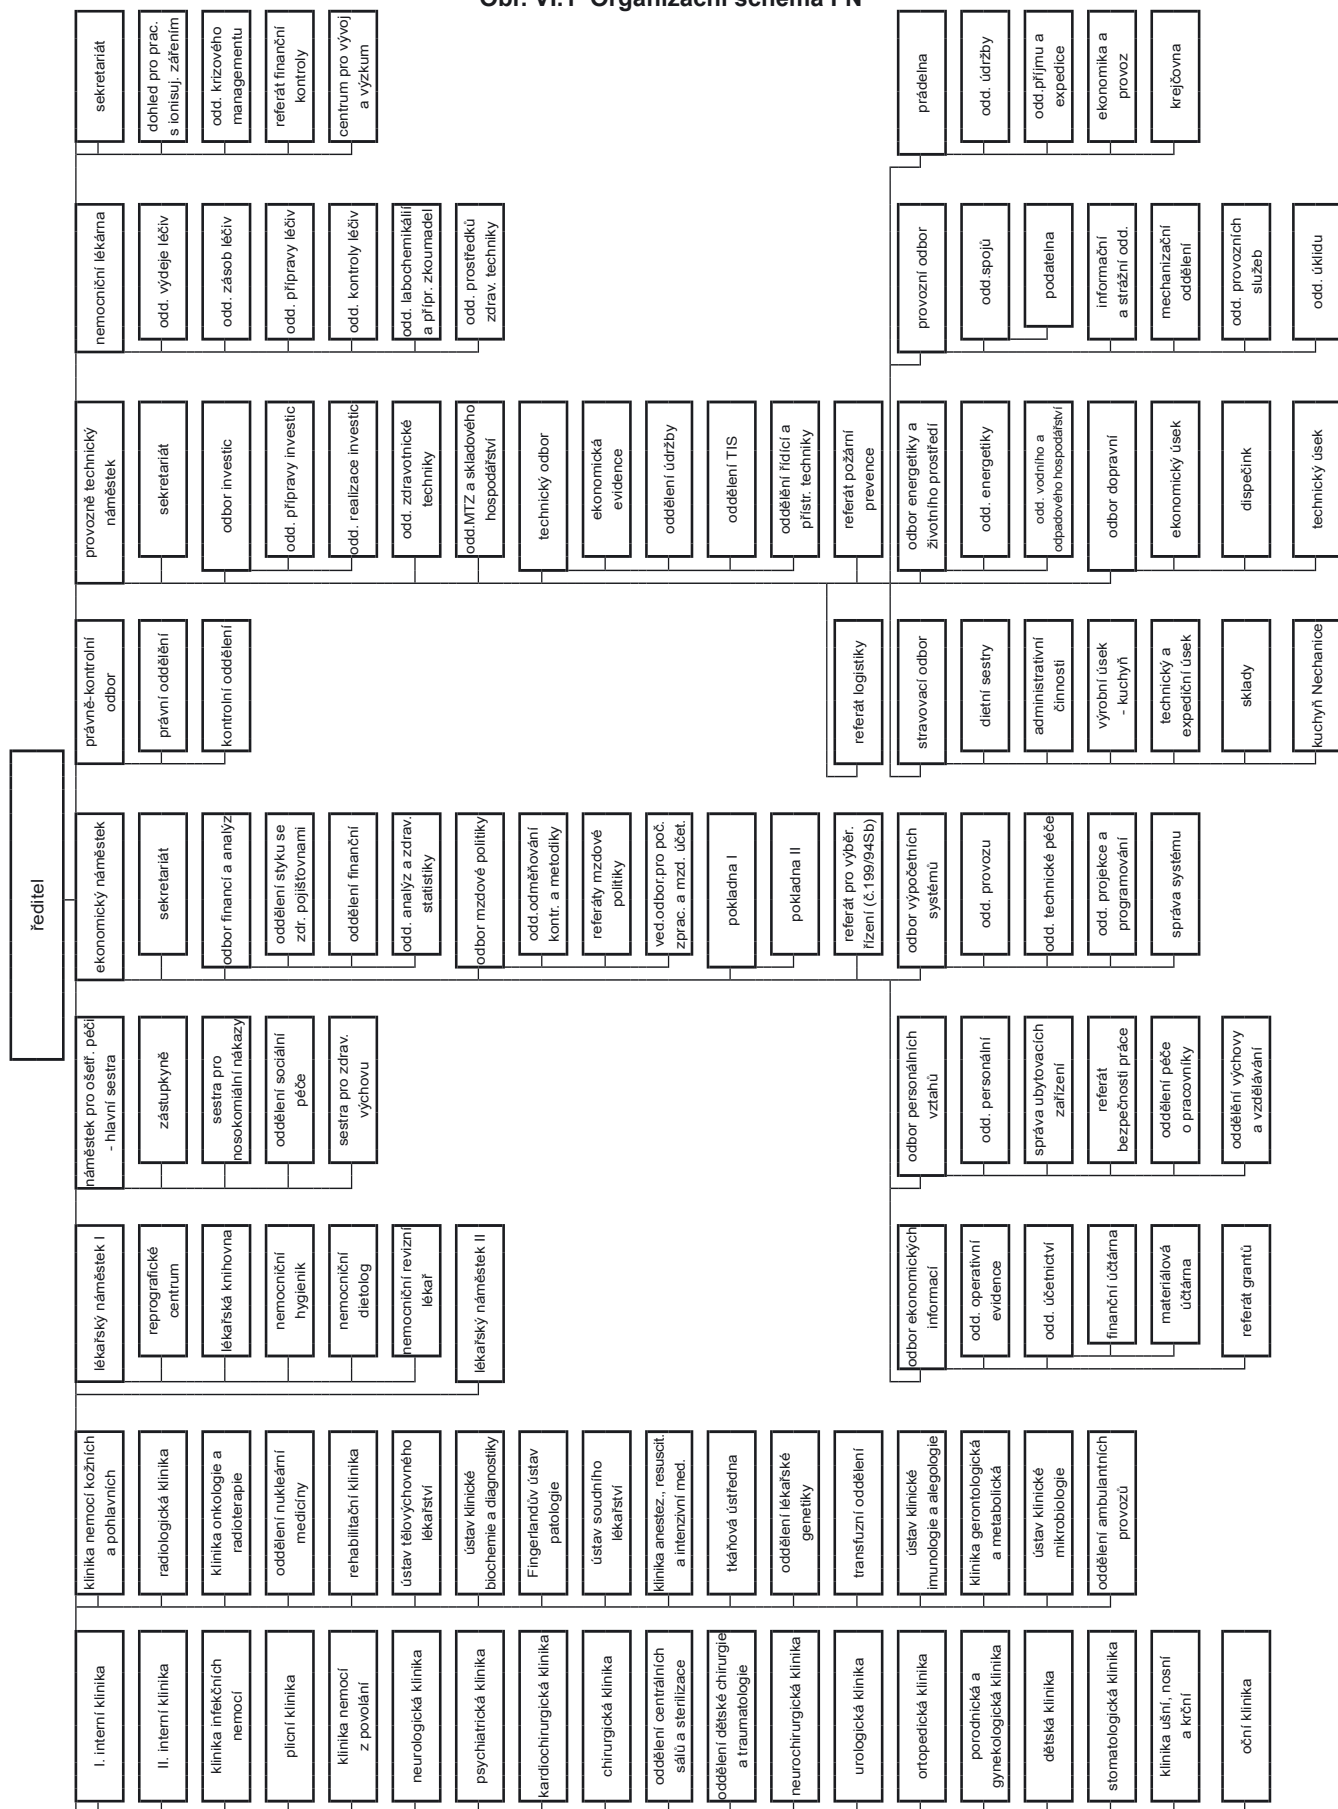 Obr. VI.1 Organizační schéma FN
ředitel
I. interní klinika
II. interní klinika
klinika infekčních
nemocí
plicní klinika
klinika nemocí
z povolání
neurologická klinika
psychiatrická klinika
kardiochirurgická klinika
chirurgická klinika
oddělení centrálních
sálů a sterilizace
oddělení dětské chirurgie
a traumatologie
neurochirurgická klinika
urologická klinika
ortopedická klinika
porodnická a
gynekologická klinika
dětská klinika
stomatologická klinika
klinika ušní, nosní
a krční
oční klinika
klinika nemocí kožních
a pohlavních
radiologická klinika
klinika onkologie a
radioterapie
oddělení nukleární
medicíny
rehabilitační klinika
ústav tělovýchovného
lékařství
ústav klinické
biochemie a diagnostiky
Fingerlandův ústav
patologie
ústav soudního
lékařství
klinika anestez., resuscit.
a intenzivní med.
tkáňová ústředna
oddělení lékařské
genetiky
transfuzní oddělení
ústav klinické
imunologie a alegologie
klinika gerontologická
a metabolická
ústav klinické
mikrobiologie
oddělení ambulantních
provozů
lékařský náměstek I
reprografické
centrum
lékařská knihovna
nemocniční
hygienik
nemocniční
dietolog
nemocniční revizní
lékař
lékařský náměstek II
odbor ekonomických
informací
odd. operativní
evidence
odd. účetnictví
finanční účtárna
materiálová
účtárna
referát grantů
náměstek pro ošetř. péči
- hlavní sestra
zástupkyně
sestra pro
nosokomiální nákazy
oddělení sociální
péče
sestra pro zdrav.
výchovu
odbor personálních
vztahů
odd. personální
správa ubytovacích
zařízení
referát
bezpečnosti práce
oddělení péče
o pracovníky
oddělění výchovy
a vzdělávání
ekonomický náměstek
sekretariát
odbor financí a analýz
oddělení styku se
zdr. pojišťovnami
oddělení finanční
odd. analýz a zdrav.
statistiky
odbor mzdové politiky
odd.odměňování
kontr. a metodiky
referáty mzdové
politiky
ved.odbor.pro poč.
zprac. a mzd. účet.
pokladna I
pokladna II
referát pro výběr.
řízení (č.199/94Sb)
odbor výpočetních
systémů
odd. provozu
odd. technické péče
odd. projekce a
programování
správa systému
právně-kontrolní
odbor
právní oddělění
kontrolní oddělení
referát logistiky
stravovací odbor
dietní sestry
administrativní
činnosti
výrobní úsek
- kuchyň
technický a
expediční úsek
sklady
kuchyň Nechanice
provozně technický
náměstek
sekretariát
odbor investic
odd. přípravy investic
odd. realizace investic
odd. zdravotnické
techniky
odd.MTZ a skladového
hospodářství
technický odbor
ekonomická
evidence
oddělení údržby
oddělení TIS
oddělení řídící a
přístr. techniky
referát požární
prevence
odbor energetiky a
životního prostředí
odd. energetiky
odd. vodního a
odpadového hospodářství
odbor dopravní
ekonomický úsek
dispečink
technický úsek
nemocniční lékárna
odd. výdeje léčiv
odd. zásob léčiv
odd. přípravy léčiv
odd. kontroly léčiv
odd. labochemikálií
a přípr. zkoumadel
odd. prostředků
zdrav. techniky
provozní odbor
odd.spojů
podatelna
informační
a strážní odd.
mechanizační
oddělení
odd. provozních
služeb
odd. úklidu
sekretariát
dohled pro prac.
s ionisuj. zářením
odd. krizového
managementu
referát finanční
kontroly
centrum pro vývoj
a výzkum
prádelna
odd. údržby
odd.příjmu a
expedice
ekonomika a
provoz
krejčovna